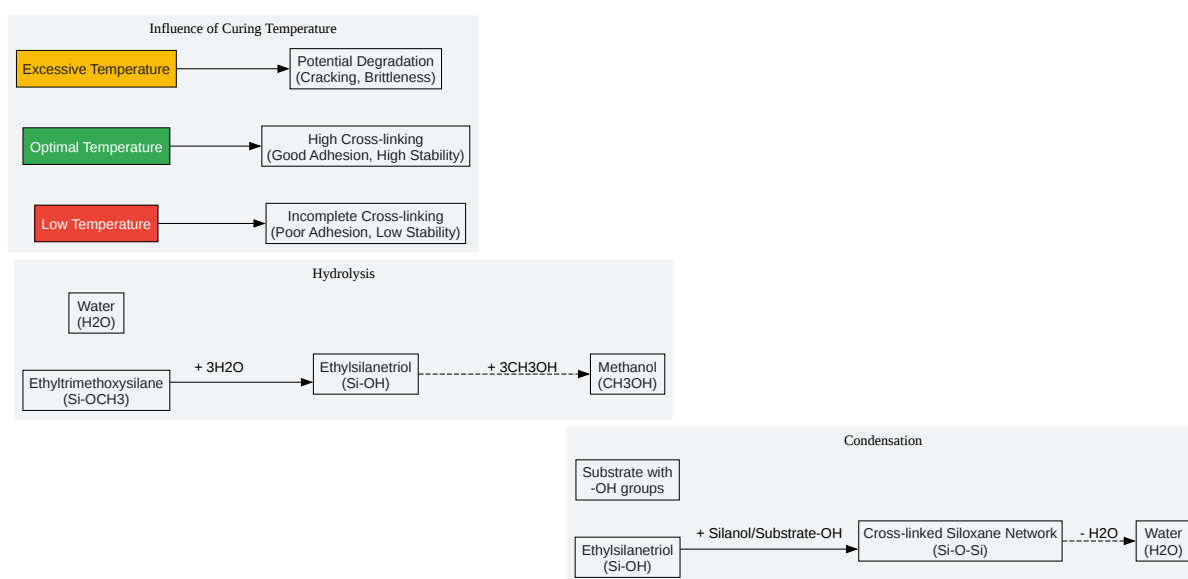 Influence of Curing Temperature
Excessive Temperature
Potential Degradation
(Cracking, Brittleness)
Optimal Temperature
High Cross-linking
(Good Adhesion, High Stability)
Low Temperature
Incomplete Cross-linking
(Poor Adhesion, Low Stability)
Hydrolysis
Water
(H2O)
Ethyltrimethoxysilane
(Si-OCH3)
+ 3H2O
Ethylsilanetriol
(Si-OH)
+ 3CH3OH
Methanol
(CH3OH)
Condensation
Substrate with
-OH groups
Ethylsilanetriol
(Si-OH)
+ Silanol/Substrate-OH
Cross-linked Siloxane Network
(Si-O-Si)
- H2O
Water
(H2O)